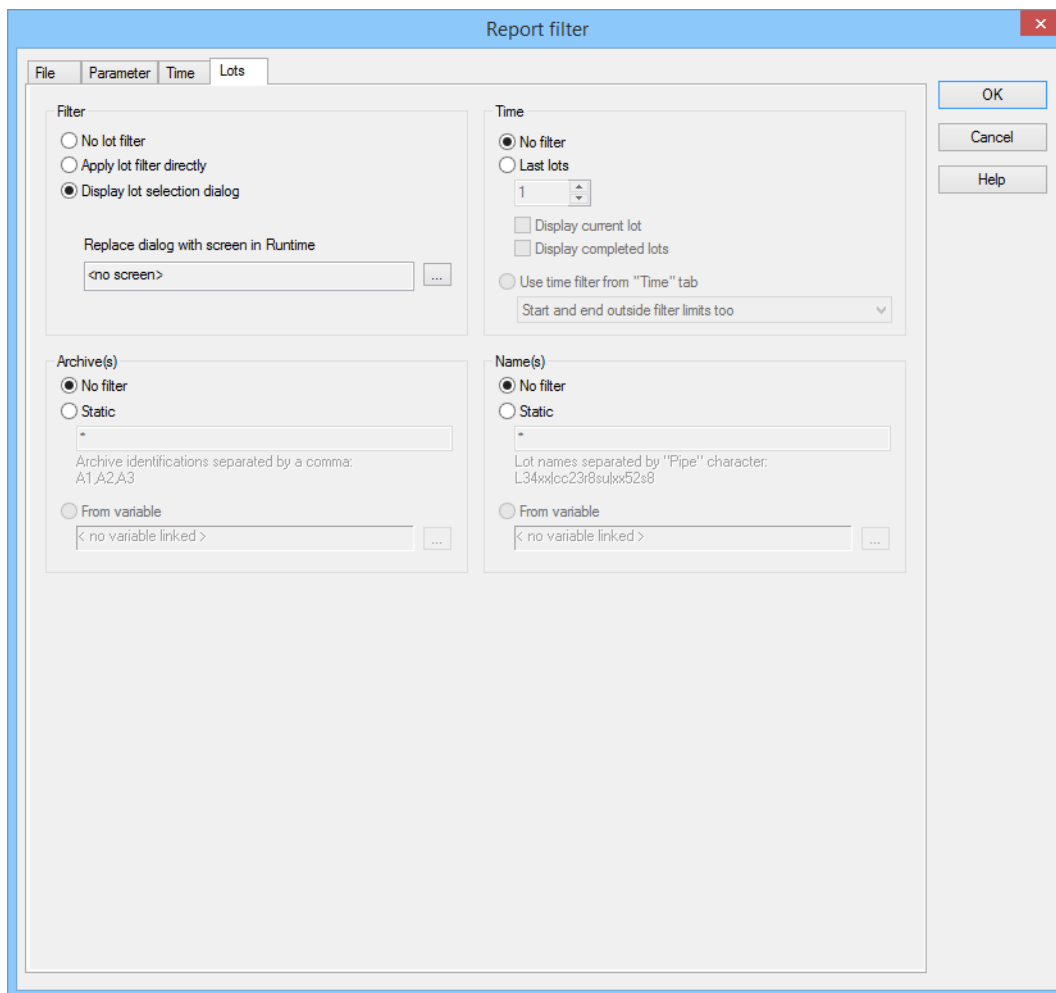 Report filter
File
Parameter
Time
Lots
OK
Cancel
Help
Filter
No lot filter
Apply lot filter directly
Display lot selection dialog
Replace dialog with screen in Runtime
<no screen>
...
Time
No filter
Last lots
1
Display current lot
Display completed lots
Use time filter from "Time" tab
Start and end outside filter limits too
Archive(s)
No filter
Static
*
Archive identifications separated by a comma:
A1,A2,A3
From variable
< no variable linked >
...
Name(s)
No filter
Static
*
Lot names separated by "Pipe" character:
L34xx|cc23r8su|xx52s8
From variable
< no variable linked >
...